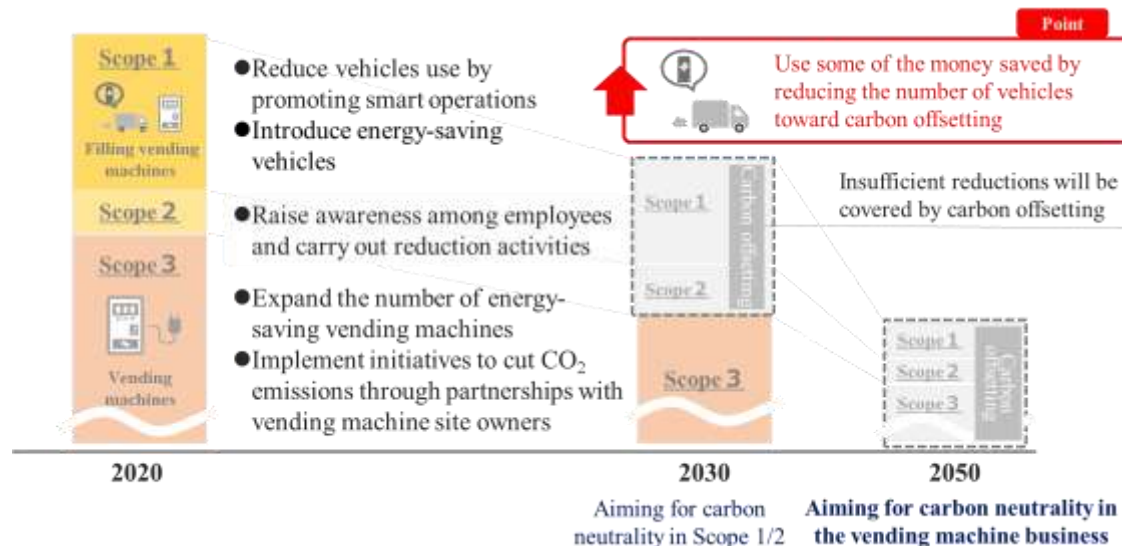 Point
Use some of the money saved by
reducing the number of vehicles
toward carbon offsetting
Scope 1
Filling vending
machines
Scope 2
Scope 3
Vending
machines
●Reduce vehicles use by
promoting smart operations
●Introduce energy-saving
vehicles
●Raise awareness among employees
and carry out reduction activities
●Expand the number of energy-
saving vending machines
●Implement initiatives to cut CO₂
emissions through partnerships with
vending machine site owners
Scope 1
Scope 2
Carbon offsetting
Scope 3
Insufficient reductions will be
covered by carbon offsetting
Scope 1
Scope 2
Scope 3
Carbon
offsetting
2020
2030
2050
Aiming for carbon
neutrality in Scope 1/2
Aiming for carbon neutrality in
the vending machine business